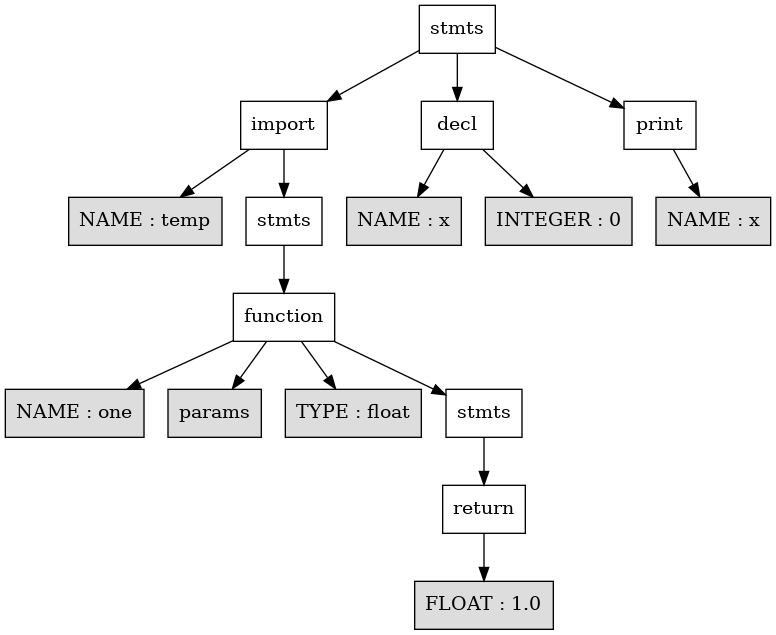 stmts
import
decl
print
NAME : temp
stmts
NAME : x
INTEGER : 0
NAME : x
function
NAME : one
params
TYPE : float
stmts
return
FLOAT : 1.0